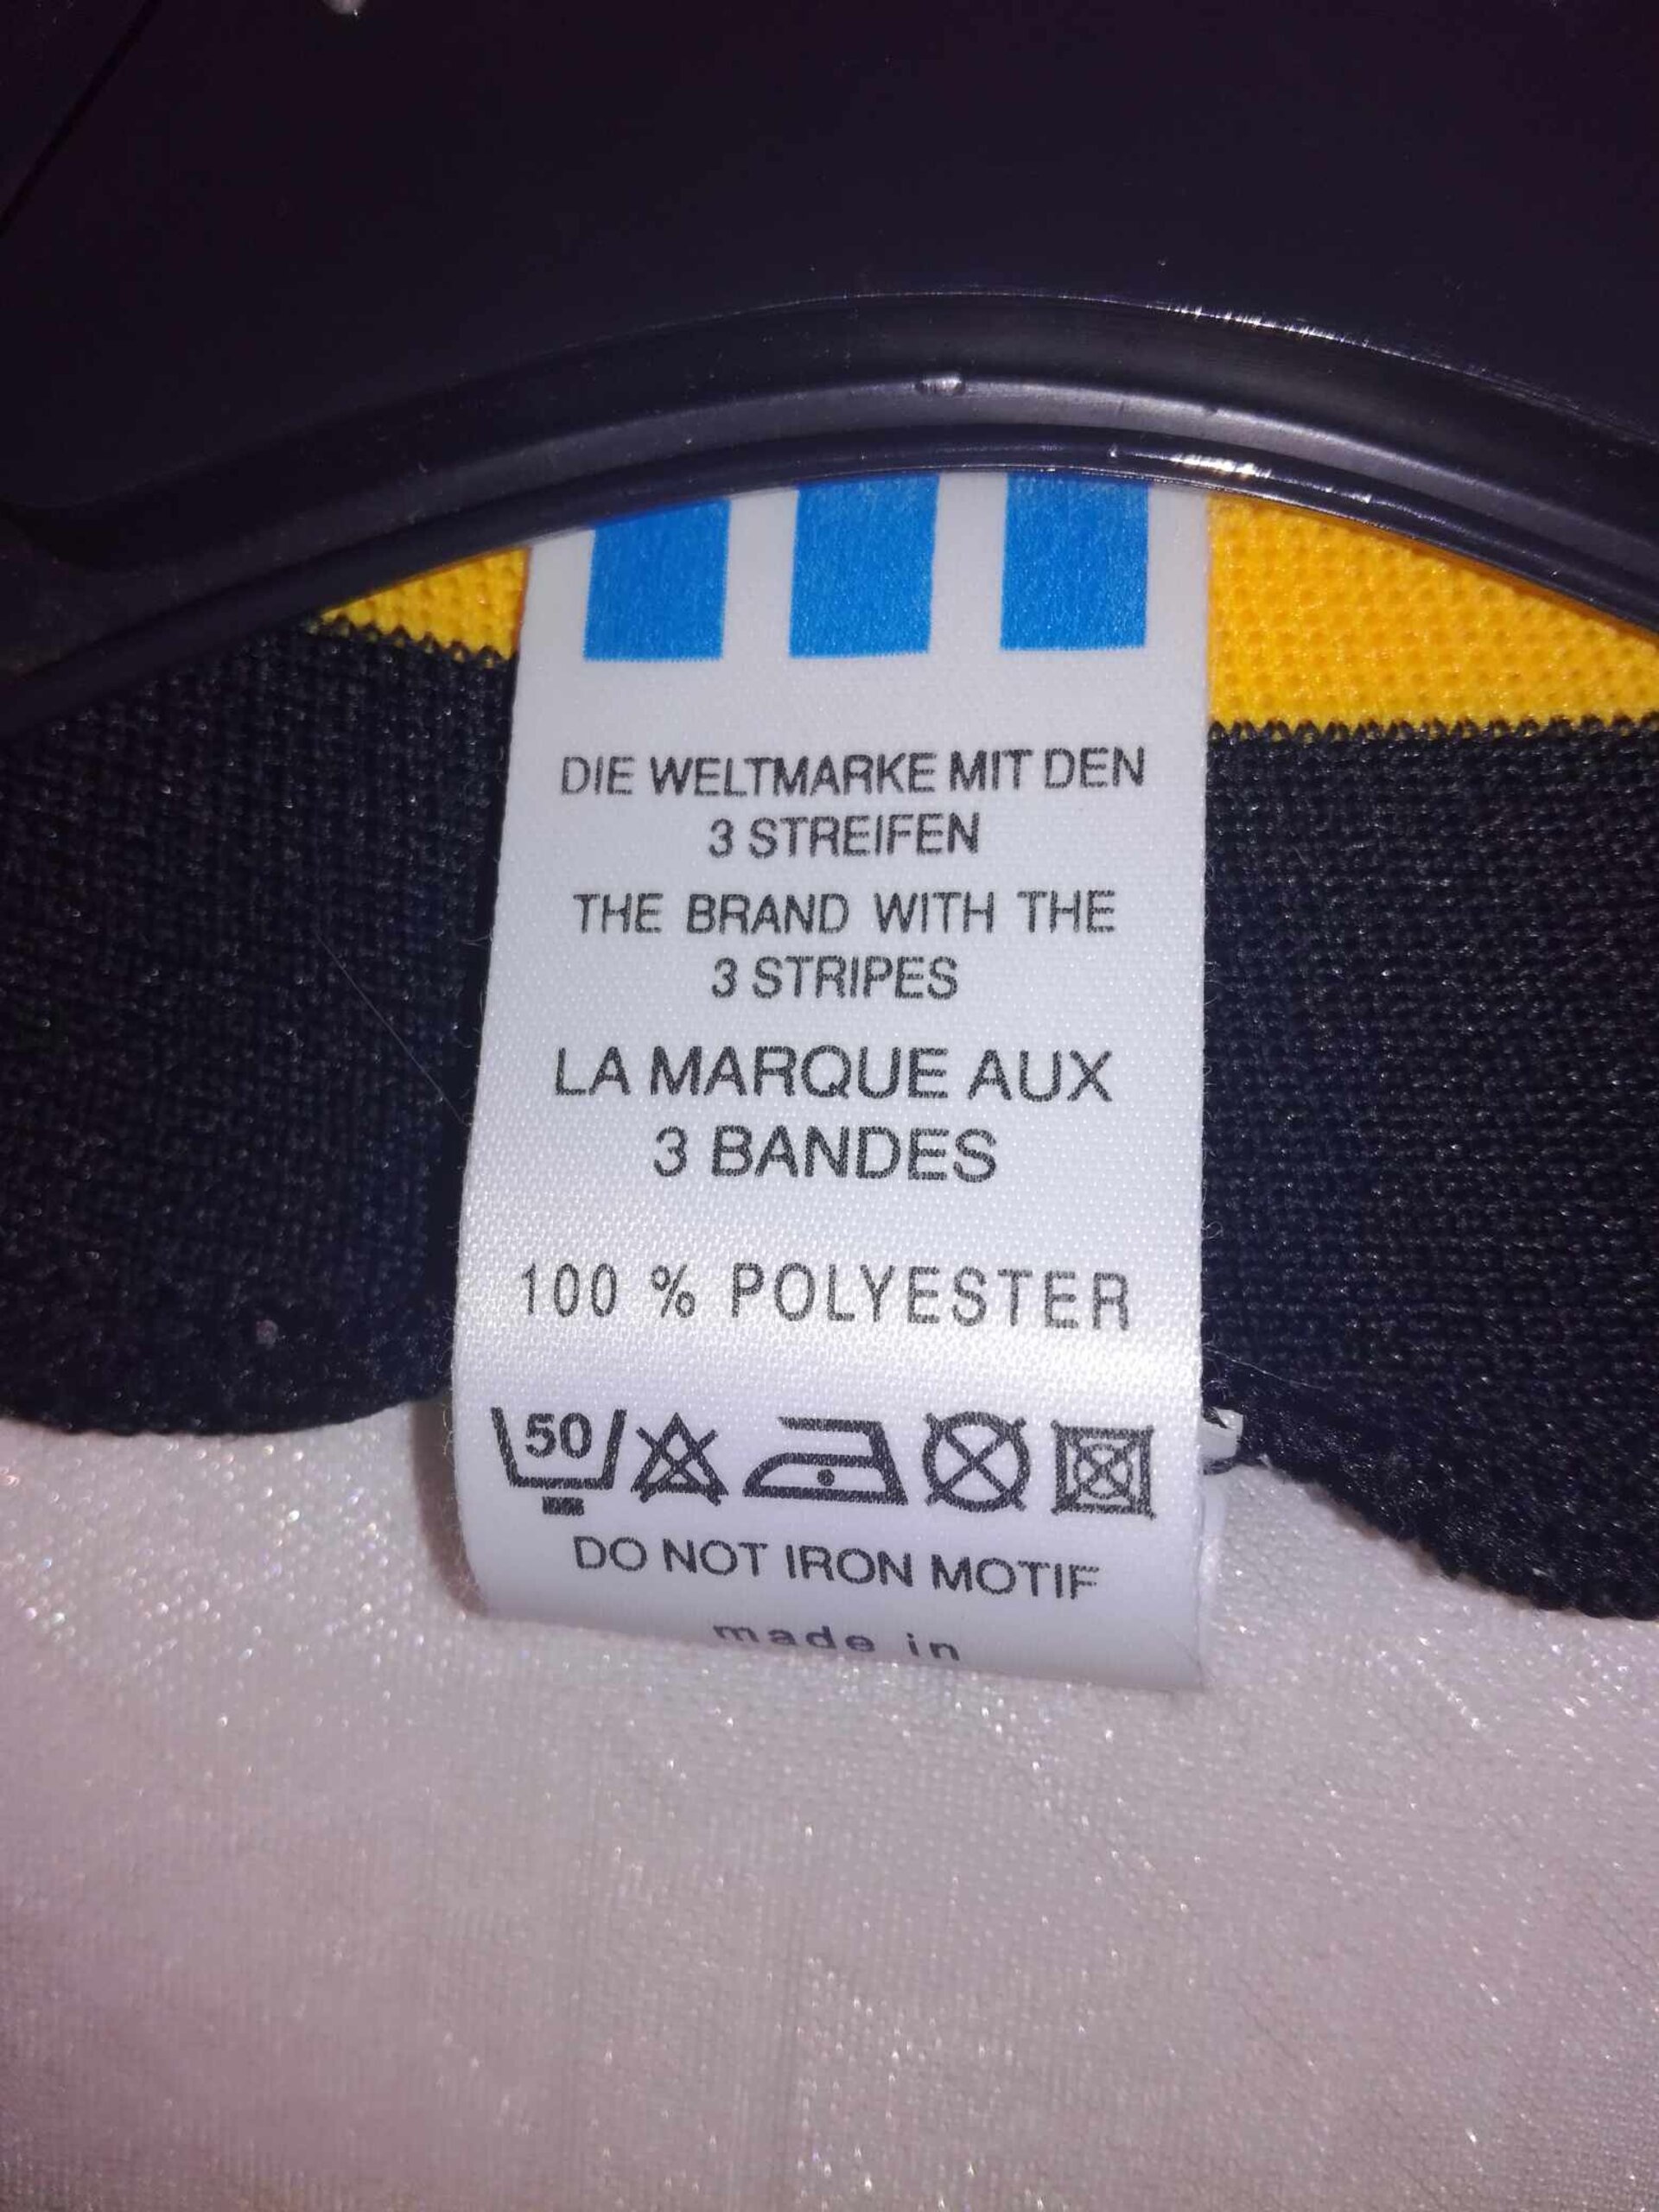 DIE WELTMARKE MIT DEN
3 STREIFEN
THE BRAND WITH THE
3 STRIPES
LA MARQUE AUX
3 BANDES
100 % POLYESTER
50
DO NOT IRON MOTIF
made in